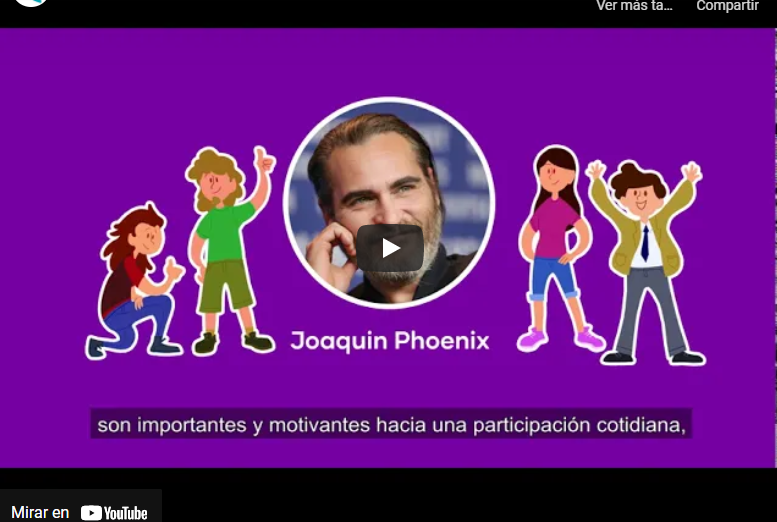 Ver más ta... Compartir
Joaquin Phoenix
son importantes y motivantes hacia una participación cotidiana,
Mirar en YouTube